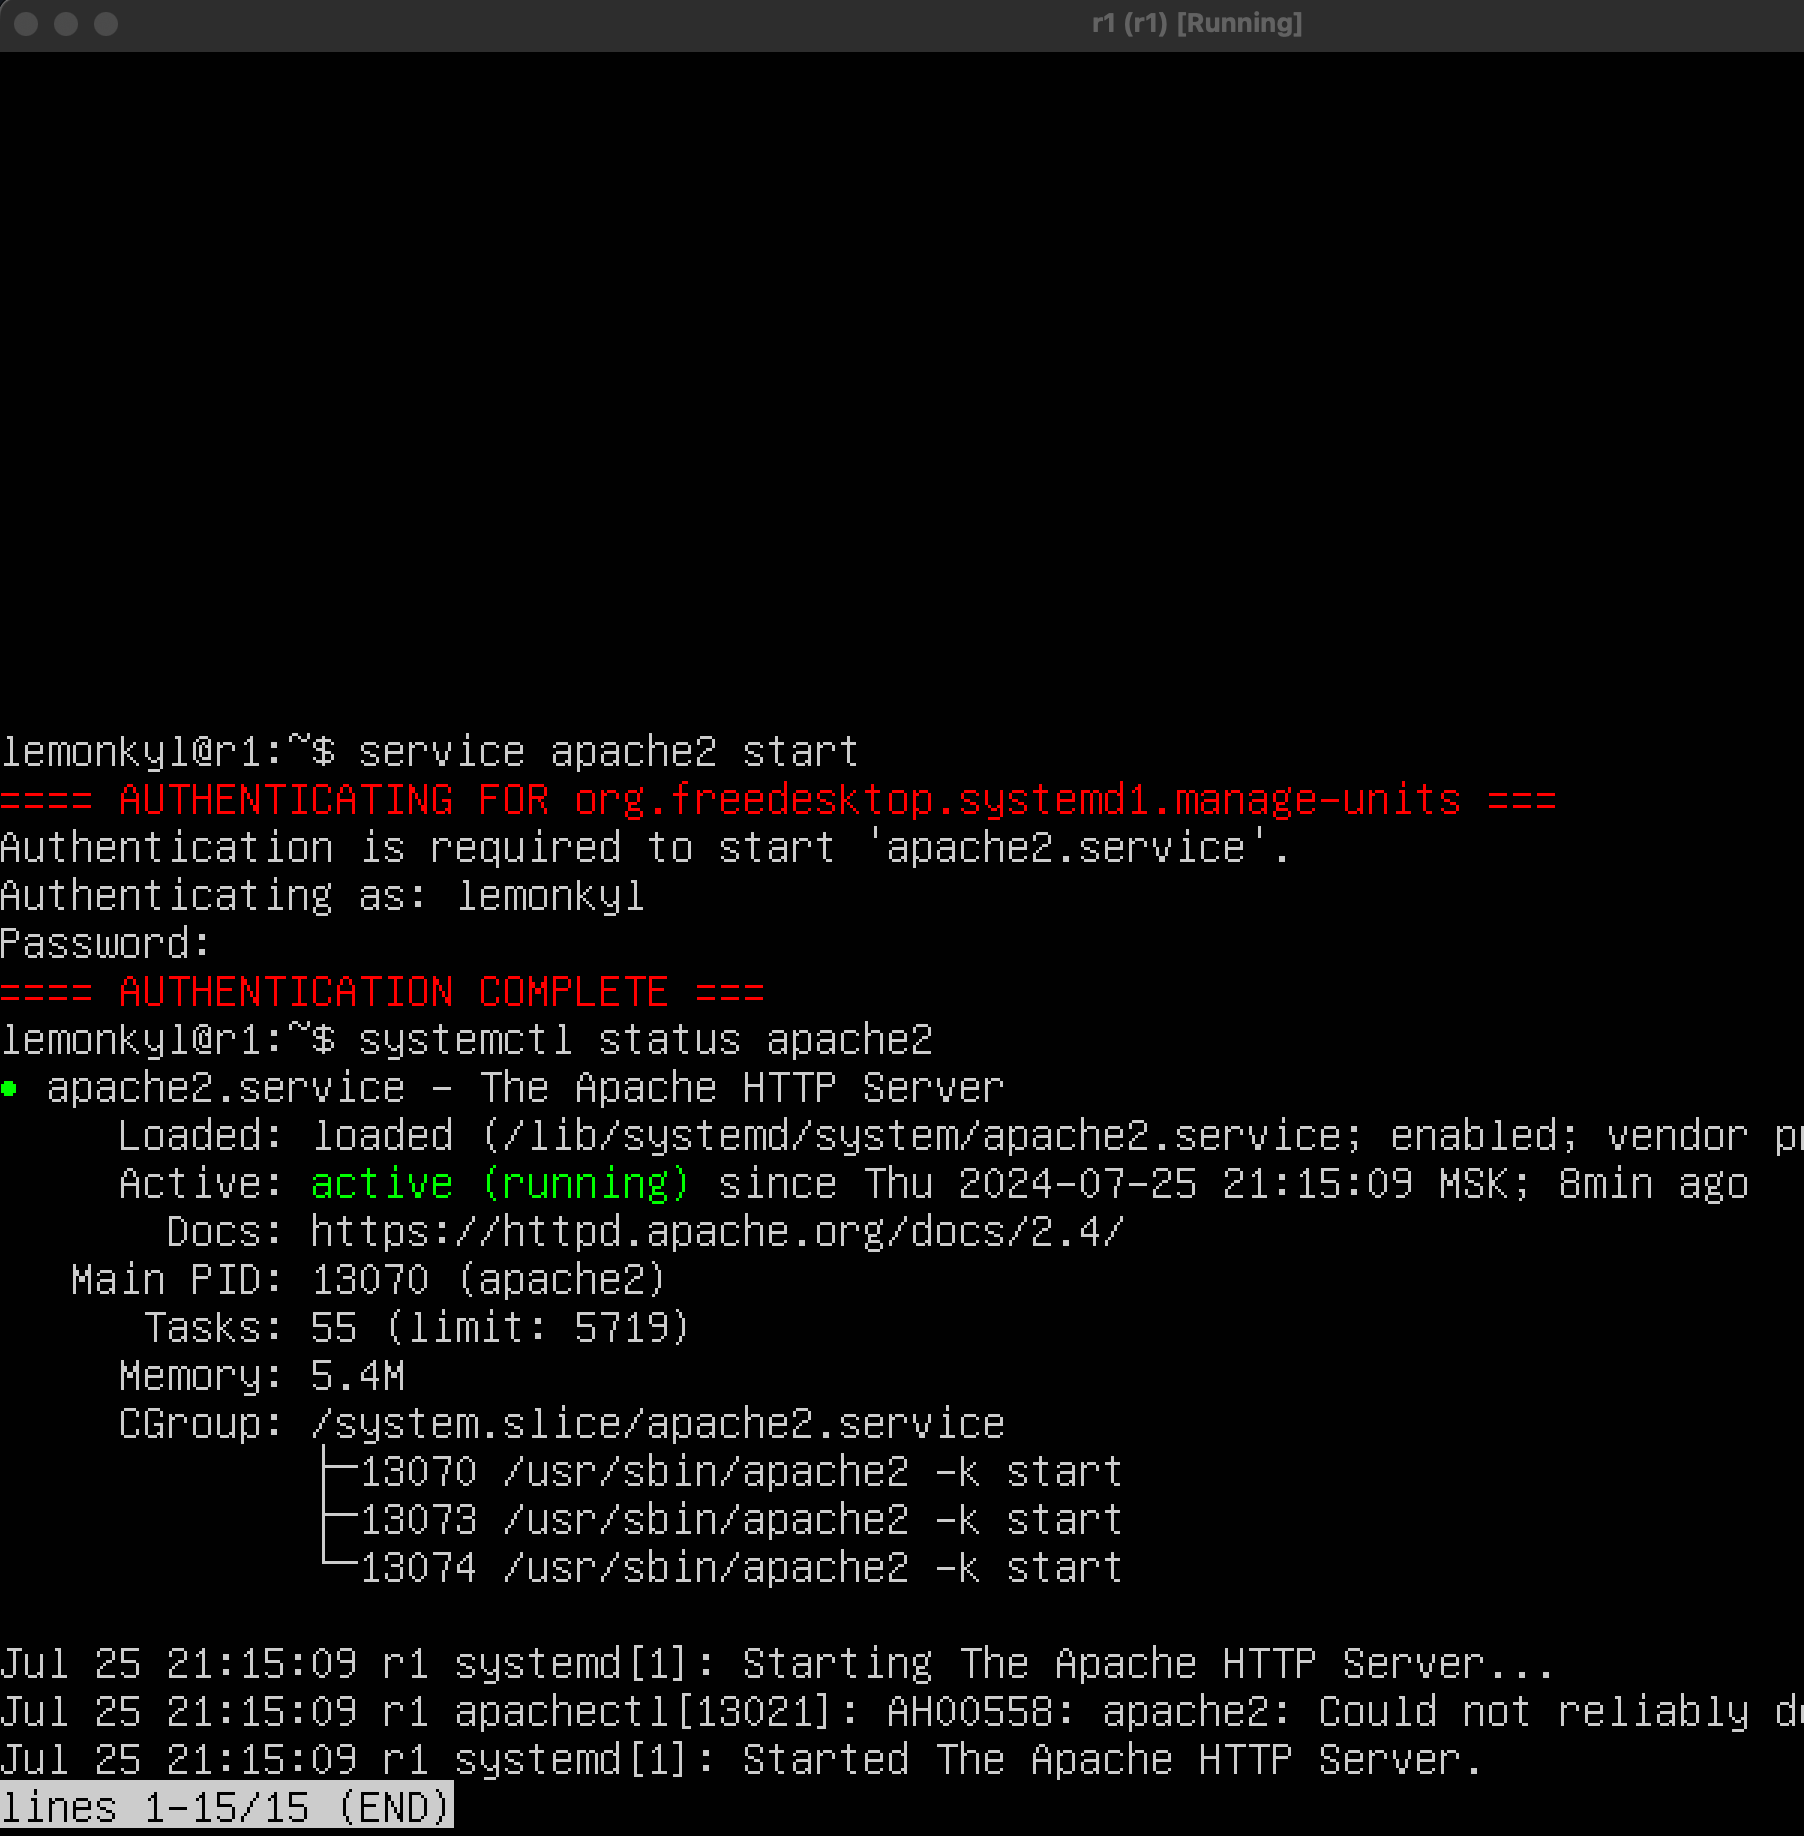 r1 (r1) [Running]
lemonkyl@r1:~$ service apache2 start
==== AUTHENTICATING FOR org.freedesktop.systemd1.manage-units ===
Authentication is required to start 'apache2.service'.
Authenticating as: lemonkyl
Password:
==== AUTHENTICATION COMPLETE ===
lemonkyl@r1:~$ systemctl status apache2
● apache2.service - The Apache HTTP Server
     Loaded: loaded (/lib/systemd/system/apache2.service; enabled; vendor
     Active: active (running) since Thu 2024-07-25 21:15:09 MSK; 8min ago
       Docs: https://httpd.apache.org/docs/2.4/
   Main PID: 13070 (apache2)
      Tasks: 55 (limit: 5719)
     Memory: 5.4M
     CGroup: /system.slice/apache2.service
             ├─13070 /usr/sbin/apache2 -k start
             ├─13073 /usr/sbin/apache2 -k start
             └─13074 /usr/sbin/apache2 -k start
Jul 25 21:15:09 r1 systemd[1]: Starting The Apache HTTP Server...
Jul 25 21:15:09 r1 apachectl[13021]: AH00558: apache2: Could not reliably
Jul 25 21:15:09 r1 systemd[1]: Started The Apache HTTP Server.
lines 1-15/15 (END)